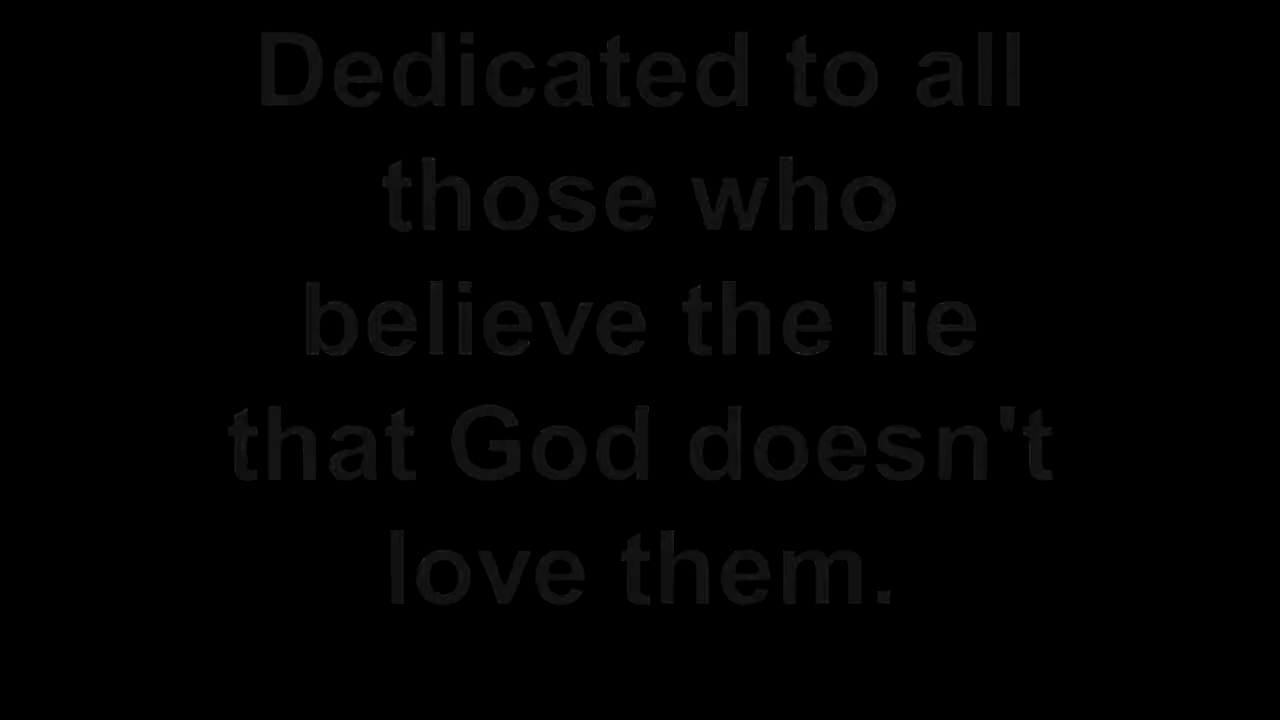 Dedicated to all
those who
believe the lie
that God doesn't
love them.